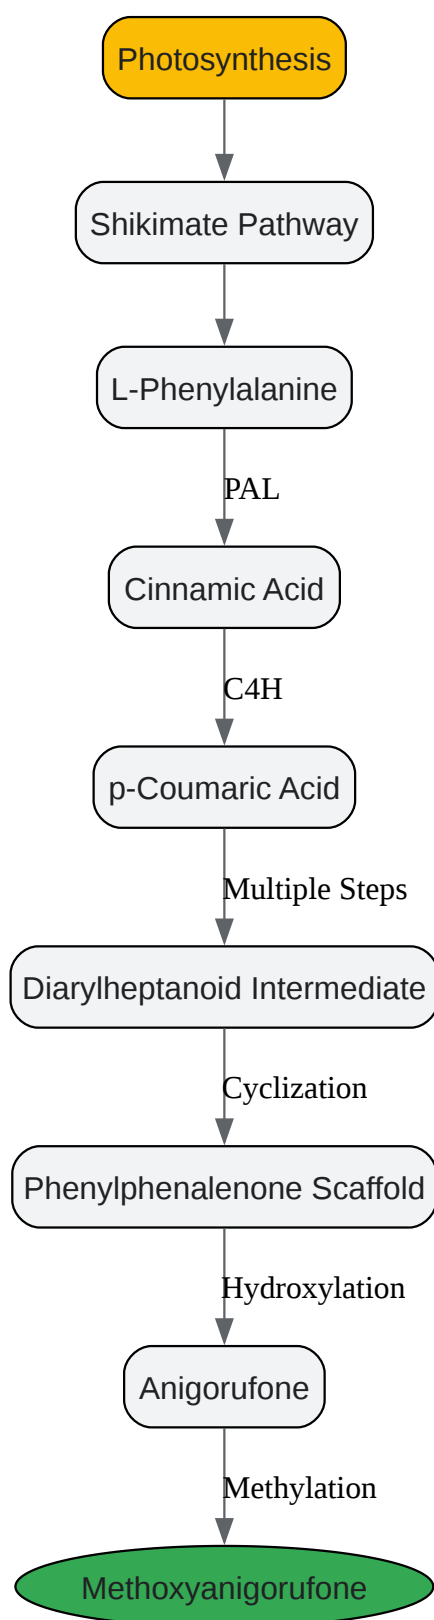 Photosynthesis
Shikimate Pathway
L-Phenylalanine
PAL
Cinnamic Acid
C4H
p-Coumaric Acid
Multiple Steps
Diarylheptanoid Intermediate
Cyclization
Phenylphenalenone Scaffold
Hydroxylation
Anigorufone
Methylation
Methoxyanigorufone